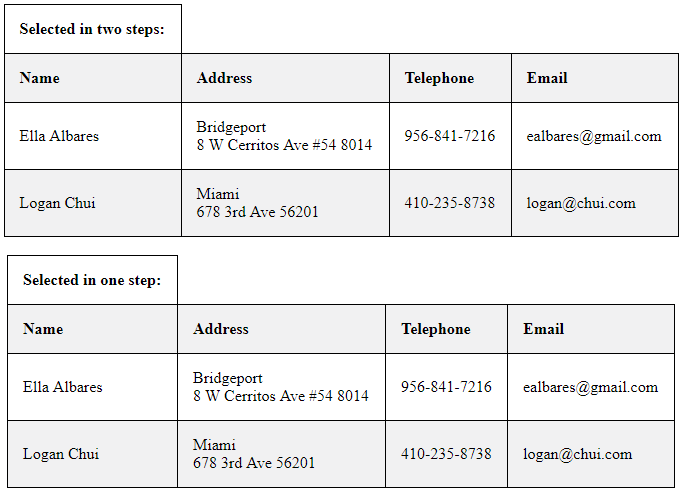 Selected in two steps:
Name Address Telephone Email
Ella Albares Bridgeport 956-841-7216 ealbares@gmail.com
8 W Cerritos Ave #54 8014
Logan Chui Miami 410-235-8738 logan@chui.com
678 3rd Ave 56201
Selected in one step:
Name Address Telephone Email
Ella Albares Bridgeport 956-841-7216 ealbares@gmail.com
8 W Cerritos Ave #54 8014
Logan Chui Miami 410-235-8738 logan@chui.com
678 3rd Ave 56201